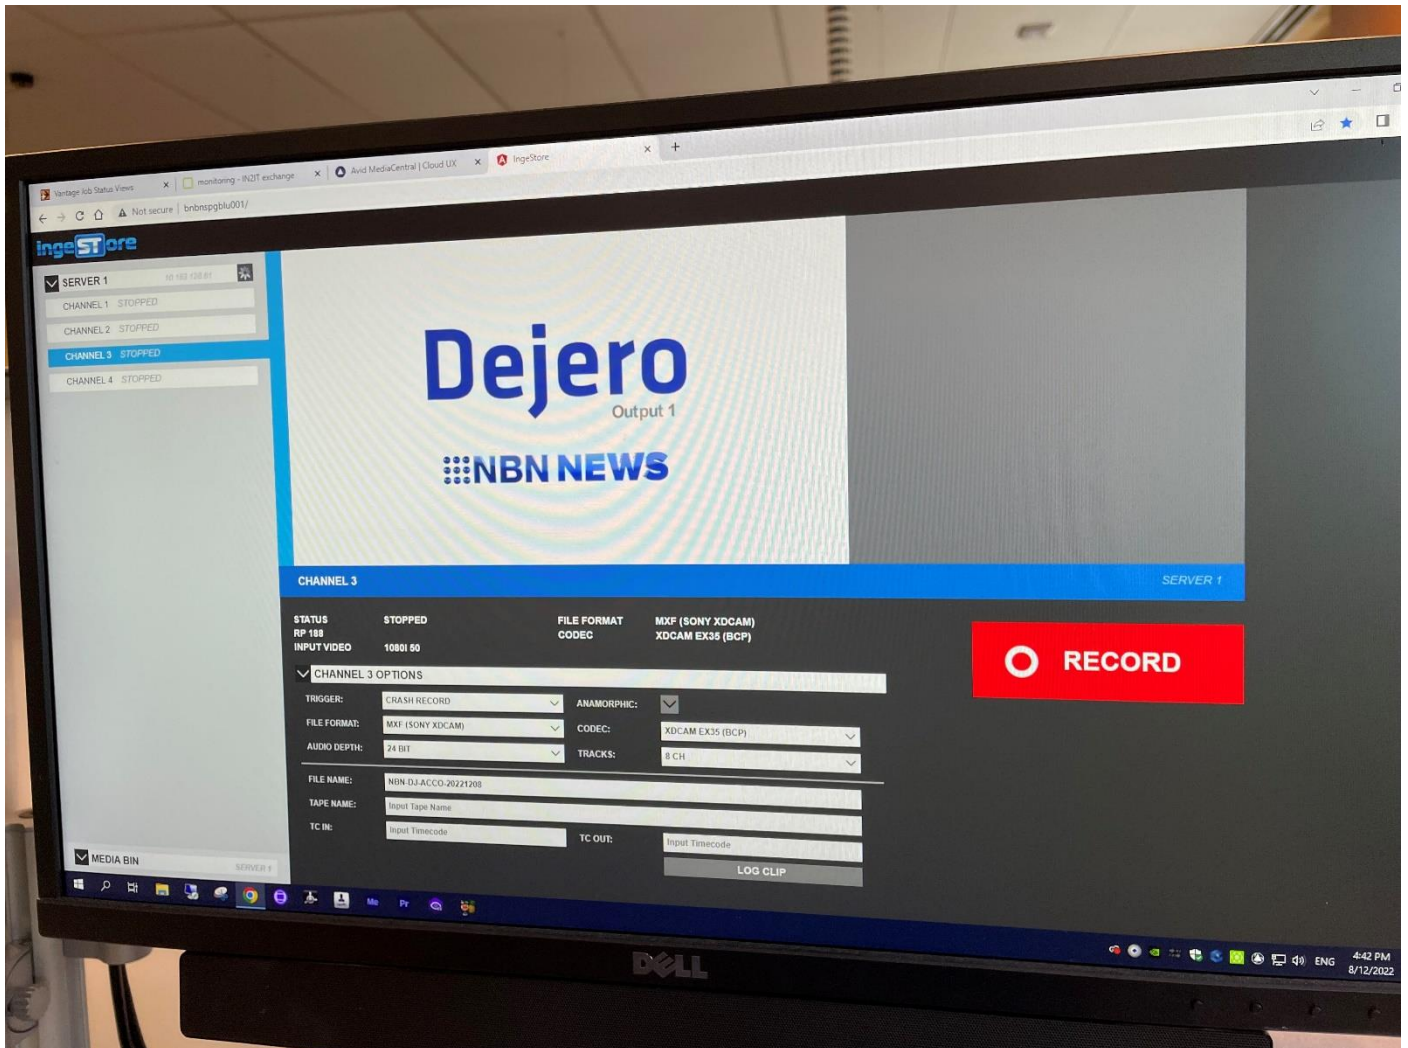 Vantage Job Status Views
monitoring - IN2IT exchange
Avid MediaCentral | Cloud UX
IngeStore
Not secure | bnbnspgblu001/
ingeSTore
SERVER 1
CHANNEL 1 STOPPED
CHANNEL 2 STOPPED
CHANNEL 3 STOPPED
CHANNEL 4 STOPPED
Dejero
Output 1
NBN NEWS
CHANNEL 3 SERVER 1
STATUS STOPPED FILE FORMAT MXF (SONY XDCAM)
RP 188 CODEC XDCAM EX35 (BCP)
INPUT VIDEO 1080I 50
RECORD
CHANNEL 3 OPTIONS
TRIGGER: CRASH RECORD ANAMORPHIC:
FILE FORMAT: MXF (SONY XDCAM) CODEC: XDCAM EX35 (BCP)
AUDIO DEPTH: 24 BIT TRACKS: 8 CH
FILE NAME: NBN-DJ-ACCO-20221208
TAPE NAME: Input Tape Name
TC IN: Input Timecode TC OUT: Input Timecode
LOG CLIP
MEDIA BIN SERVER 1
Me Pr
ENG 4:42 PM
8/12/2022
DELL